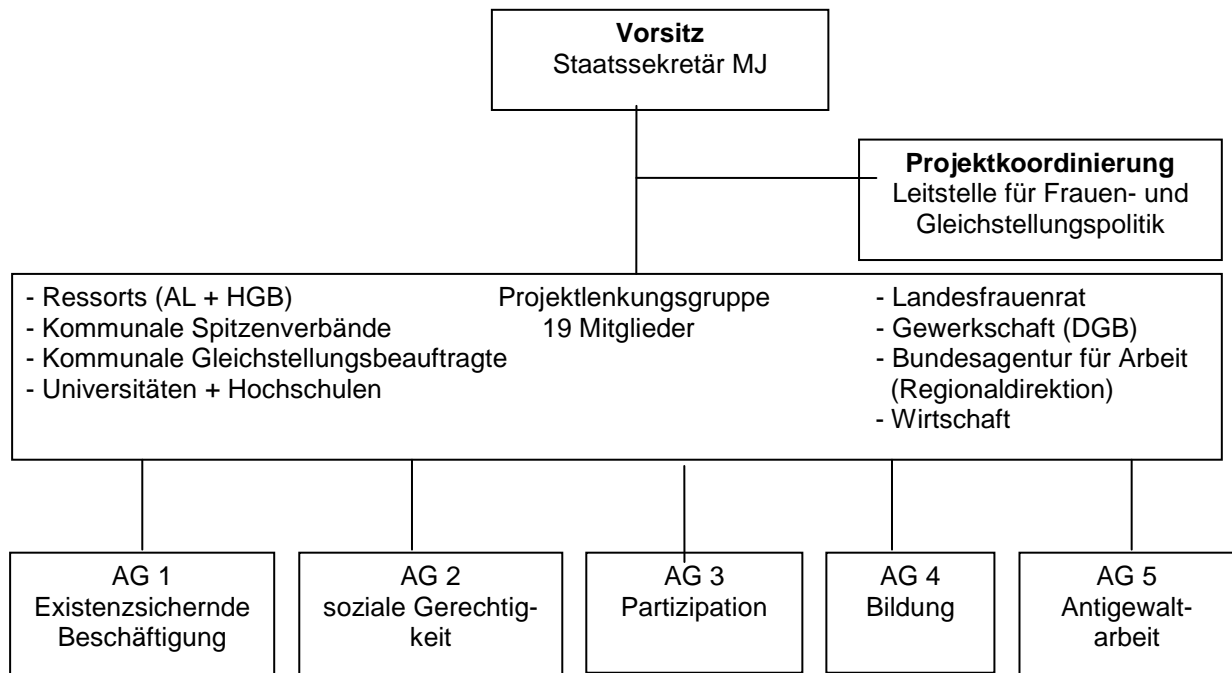 Vorsitz
Staatssekretär MJ
Projektkoordinierung
Leitstelle für Frauen- und
Gleichstellungspolitik
- Ressorts (AL + HGB)
- Kommunale Spitzenverbände
- Kommunale Gleichstellungsbeauftragte
- Universitäten + Hochschulen
Projektlenkungsgruppe
19 Mitglieder
- Landesfrauenrat
- Gewerkschaft (DGB)
- Bundesagentur für Arbeit
(Regionaldirektion)
- Wirtschaft
AG 1
Existenzsichernde
Beschäftigung
AG 2
soziale Gerechtig-
keit
AG 3
Partizipation
AG 4
Bildung
AG 5
Antigewalt-
arbeit